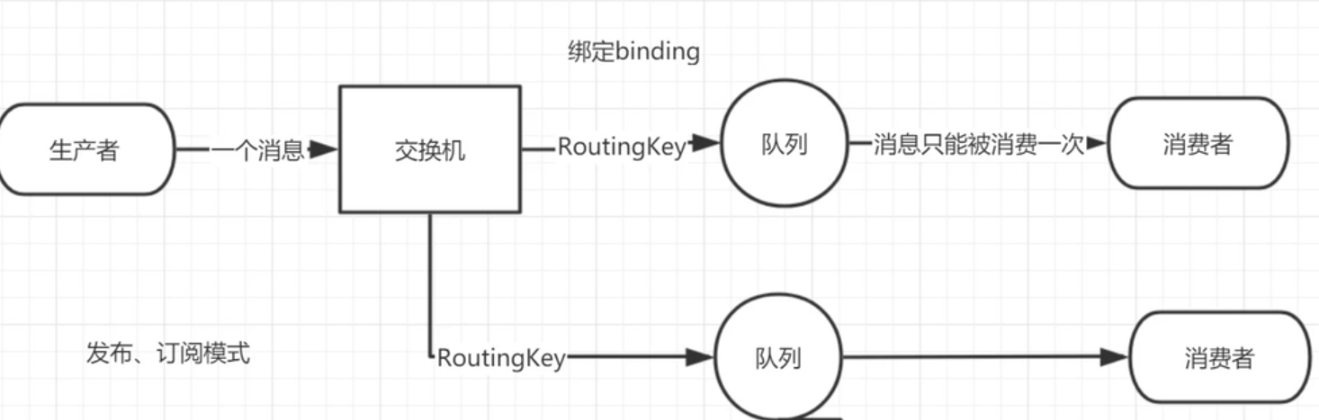 绑定binding
生产者
一个消息
交换机
RoutingKey
队列
消息只能被消费一次
消费者
发布、订阅模式
RoutingKey
队列
消费者